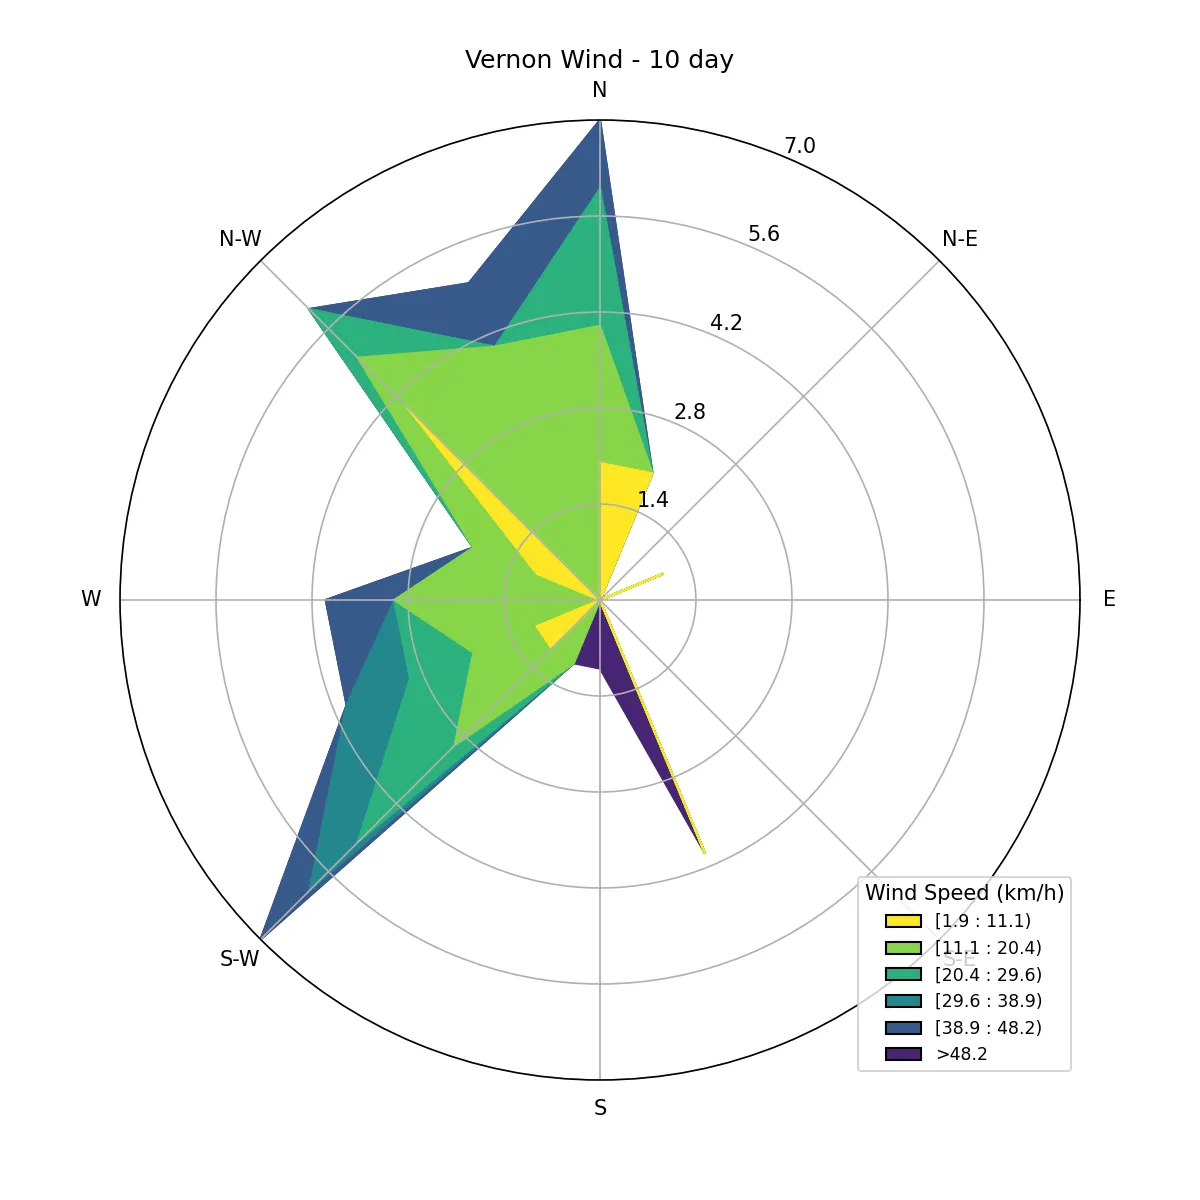 Vernon Wind - 10 day
N
7.0
N-W
5.6
N-E
4.2
2.8
1.4
W
E
Wind Speed (km/h)
[1.9 : 11.1)
[11.1 : 20.4)
S-W
S-E
[20.4 : 29.6)
[29.6 : 38.9)
[38.9 : 48.2)
>48.2
S